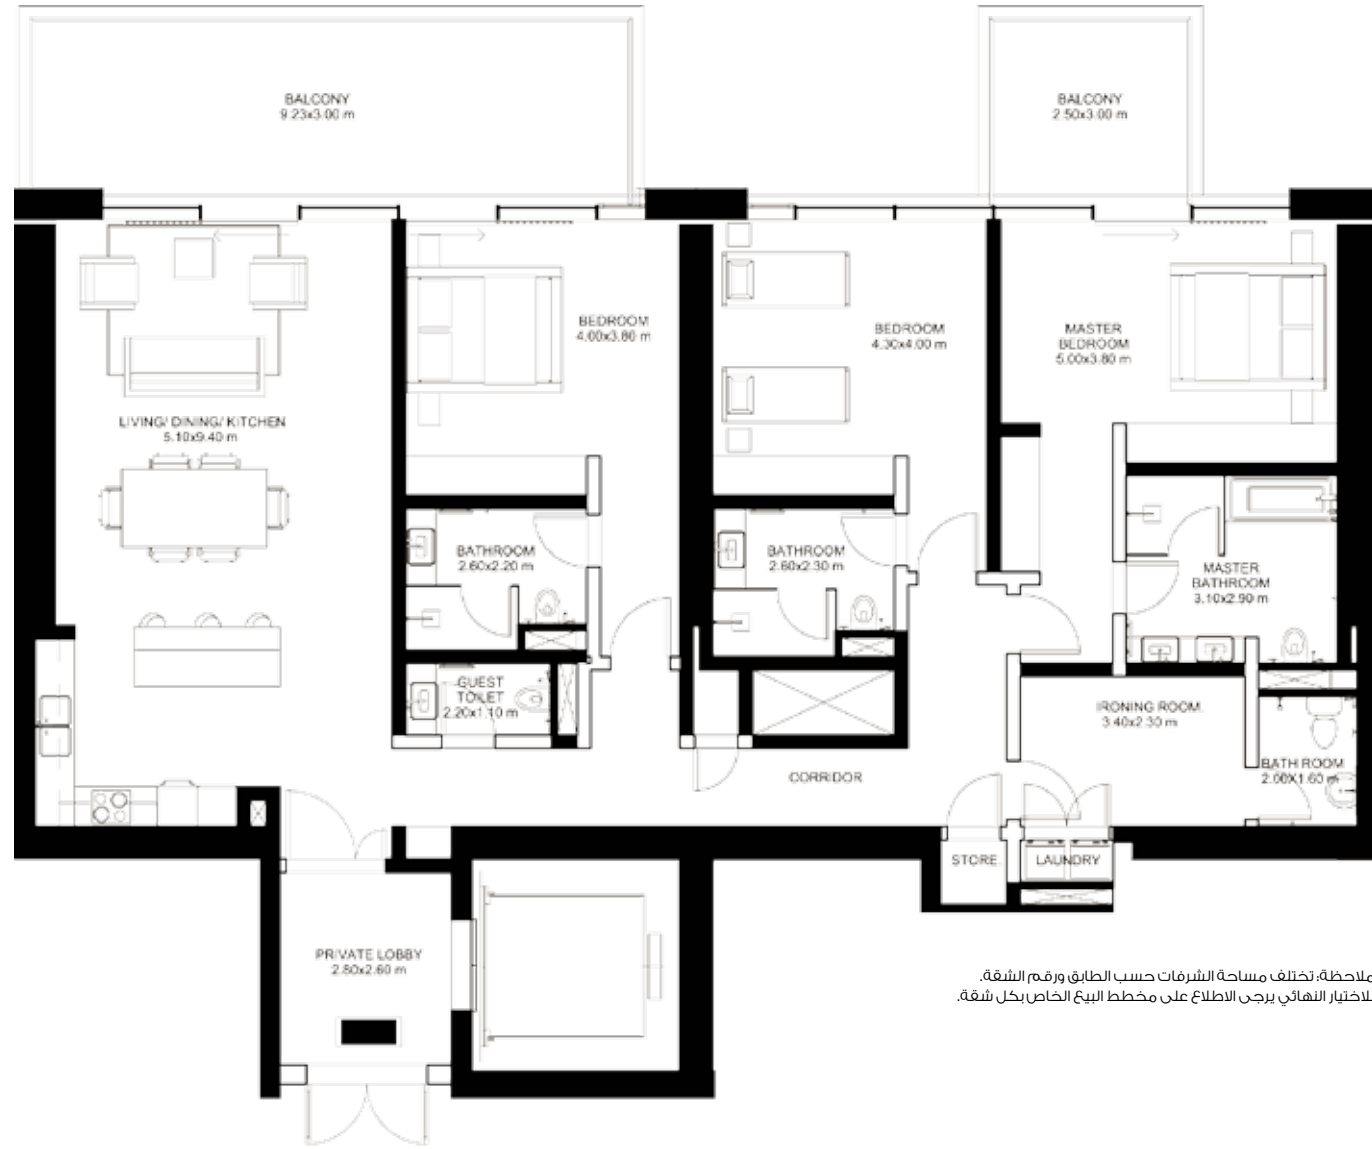 BALCONY
9.23x3.00 m
BALCONY
2.50x3.00 m
BEDROOM
4.00x3.80 m
BEDROOM
4.30x4.00 m
MASTER
BEDROOM
5.00x3.80 m
LIVING/ DINING/ KITCHEN
5.10x9.40 m
BATHROOM
2.60x2.20 m
BATHROOM
2.60x2.30 m
MASTER
BATHROOM
3.10x2.90 m
GUEST
TOILET
2.20x1.10 m
IRONING ROOM
3.40x2.30 m
BATH ROOM
2.00X1.60 m
CORRIDOR
STORE
LAUNDRY
PRIVATE LOBBY
2.80x2.60 m
ملاحظة: تختلف مساحة الشرفات حسب الطابق ورقم الشقة.
للاختيار النهائي يرجى الاطلاع على مخطط البيع الخاص بكل شقة.